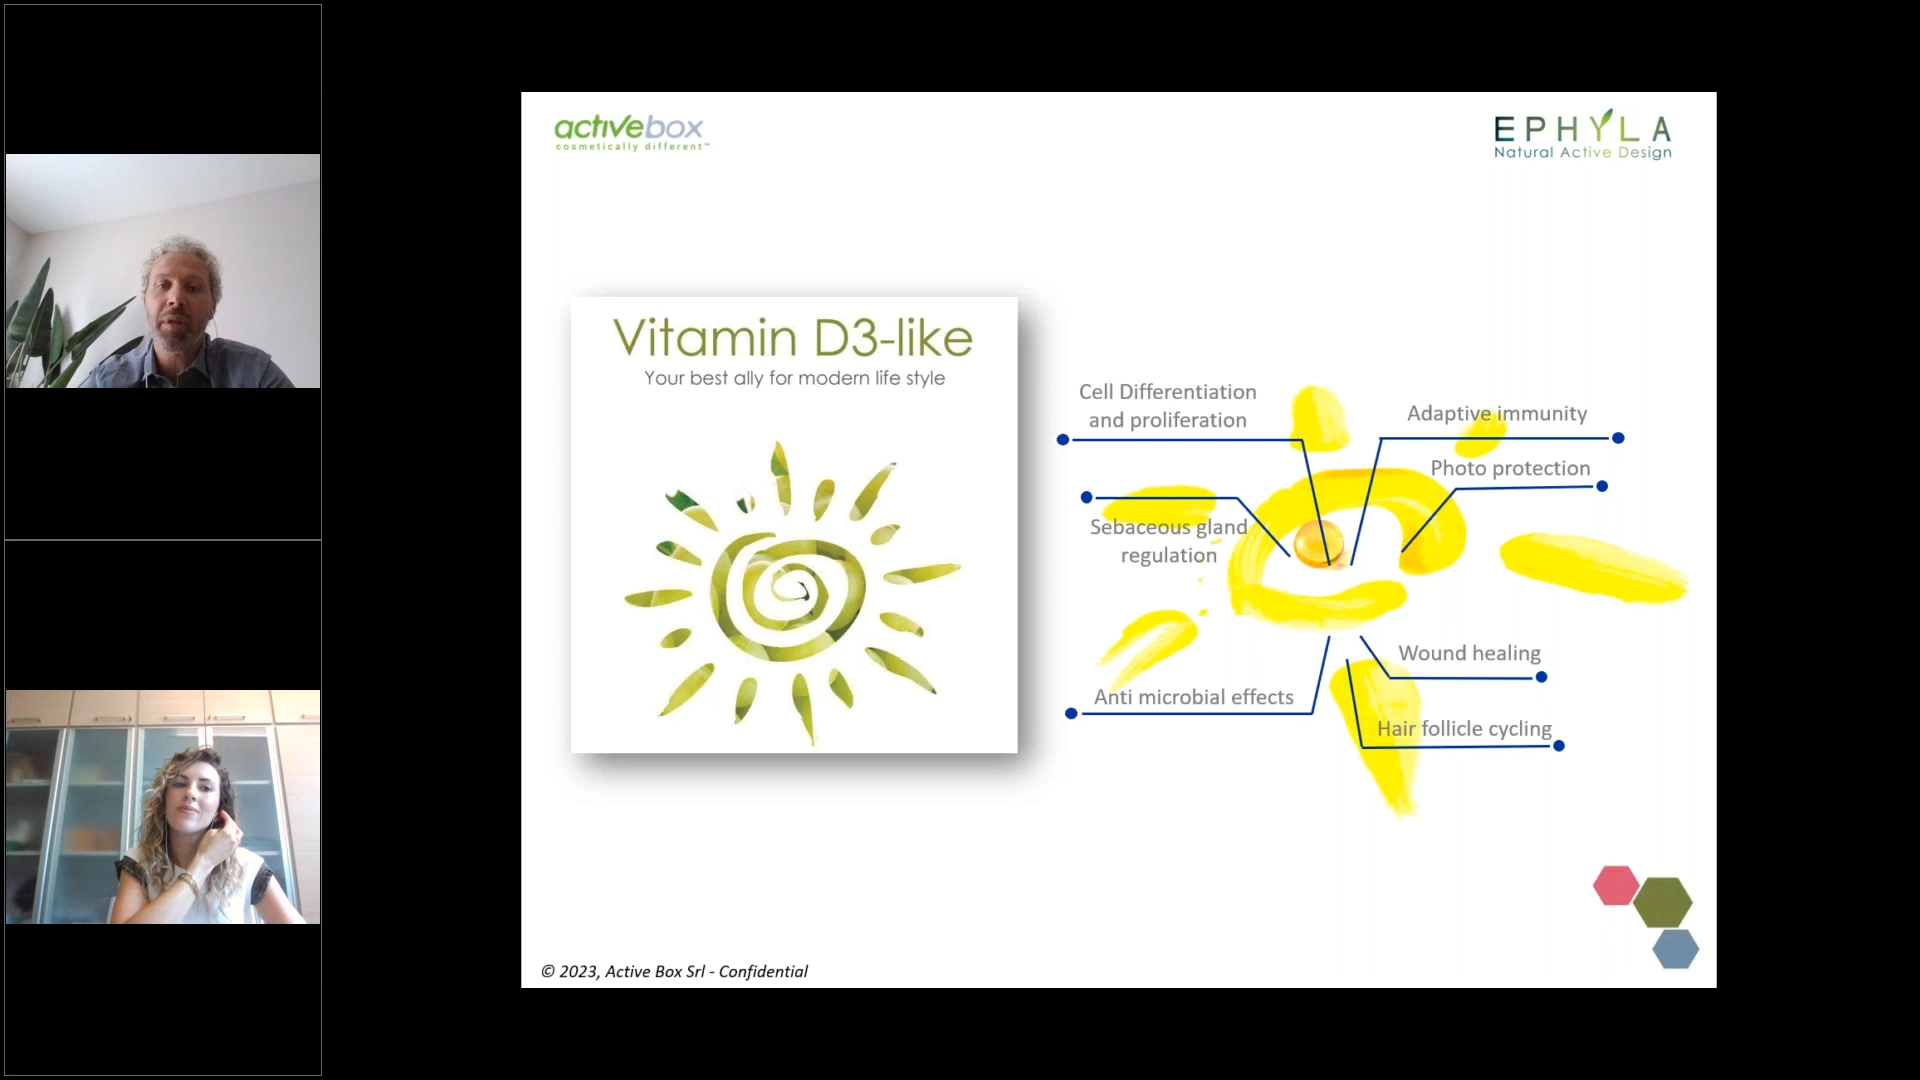 activebox
cosmetically different™
EPHYLA
Natural Active Design
Vitamin D3-like
Your best ally for modern life style
Cell Differentiation
and proliferation
Adaptive immunity
Photo protection
Sebaceous gland
regulation
Wound healing
Anti microbial effects
Hair follicle cycling
© 2023, Active Box Srl - Confidential